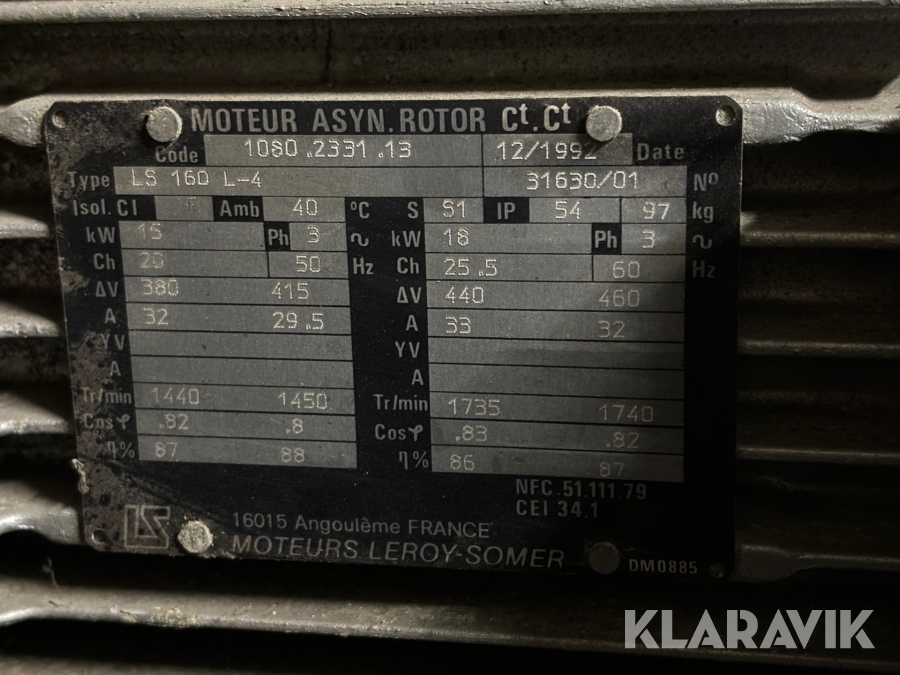 MOTEUR ASYN. ROTOR Ct.Ct
Code 1080.2331.13 12/1992 Date
Type LS 160 L-4 31630/01 No
Isol. Cl Amb 40 °C S S1 IP 54 97 kg
kW 15 Ph 3 ∿ kW 18 Ph 3 ∿
Ch 20 50 Hz Ch 25.5 60 Hz
ΔV 380 415 ΔV 440 460
A 32 29.5 A 33 32
YV YV
A A
Tr/min 1440 1450 Tr/min 1735 1740
Cosφ .82 .8 Cosφ .83 .82
η% 87 88 η% 86 87
NFC.51.111.79
CEI 34.1
LS 16015 Angoulême FRANCE
MOTEURS LEROY-SOMER DM0885
KLARAVIK